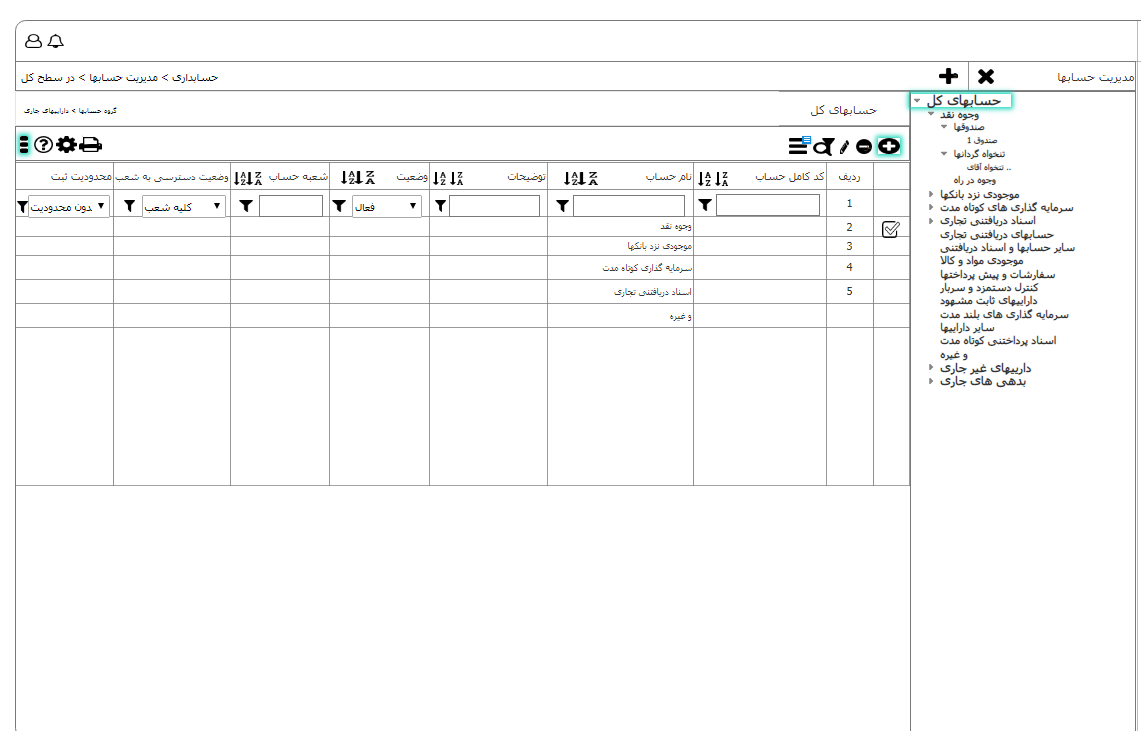 مدیریت حسابها
حسابداری > مدیریت حسابها > در سطح کل
حسابهای کل
گروه حسابها > داراییهای جاری
ردیف
کد کامل حساب
نام حساب
توضیحات
وضعیت
شعبه حساب
وضعیت دسترسی به شعب
محدودیت ثبت
1
فعال
کلیه شعب
بدون محدودیت
2 وجوه نقد
3 موجودی نزد بانکها
4 سرمایه گذاری کوتاه مدت
5 اسناد دریافتنی تجاری
و غیره
حسابهای کل
وجوه نقد
صندوقها
صندوق 1
تنخواه گردانها
تنخواه آقای ..
وجوه در راه
موجودی نزد بانکها
سرمایه گذاری های کوتاه مدت
اسناد دریافتنی تجاری
حسابهای دریافتنی تجاری
سایر حسابها و اسناد دریافتنی
موجودی مواد و کالا
سفارشات و پیش پرداختها
کنترل دستمزد و سربار
داراییهای ثابت مشهود
سرمایه گذاری های بلند مدت
سایر داراییها
اسناد پرداختنی کوتاه مدت
و غیره
دارییهای غیر جاری
بدهی های جاری